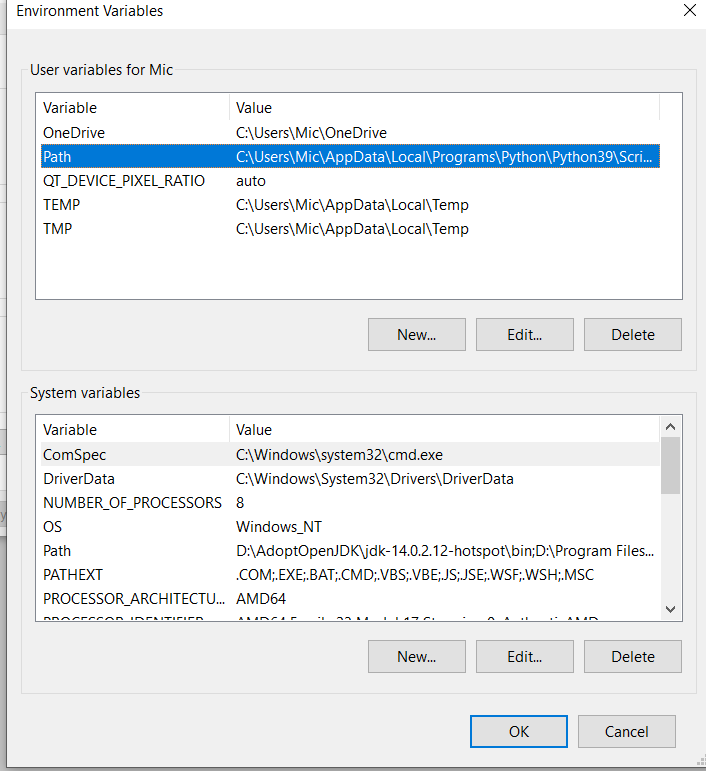 Environment Variables
User variables for Mic
Variable Value
OneDrive C:\Users\Mic\OneDrive
Path C:\Users\Mic\AppData\Local\Programs\Python\Python39\Scri...
QT_DEVICE_PIXEL_RATIO auto
TEMP C:\Users\Mic\AppData\Local\Temp
TMP C:\Users\Mic\AppData\Local\Temp
New... Edit... Delete
System variables
Variable Value
ComSpec C:\Windows\system32\cmd.exe
DriverData C:\Windows\System32\Drivers\DriverData
NUMBER_OF_PROCESSORS 8
OS Windows_NT
Path D:\AdoptOpenJDK\jdk-14.0.2.12-hotspot\bin;D:\Program Files...
PATHEXT .COM;.EXE;.BAT;.CMD;.VBS;.VBE;.JS;.JSE;.WSF;.WSH;.MSC
PROCESSOR_ARCHITECTU... AMD64
New... Edit... Delete
OK Cancel